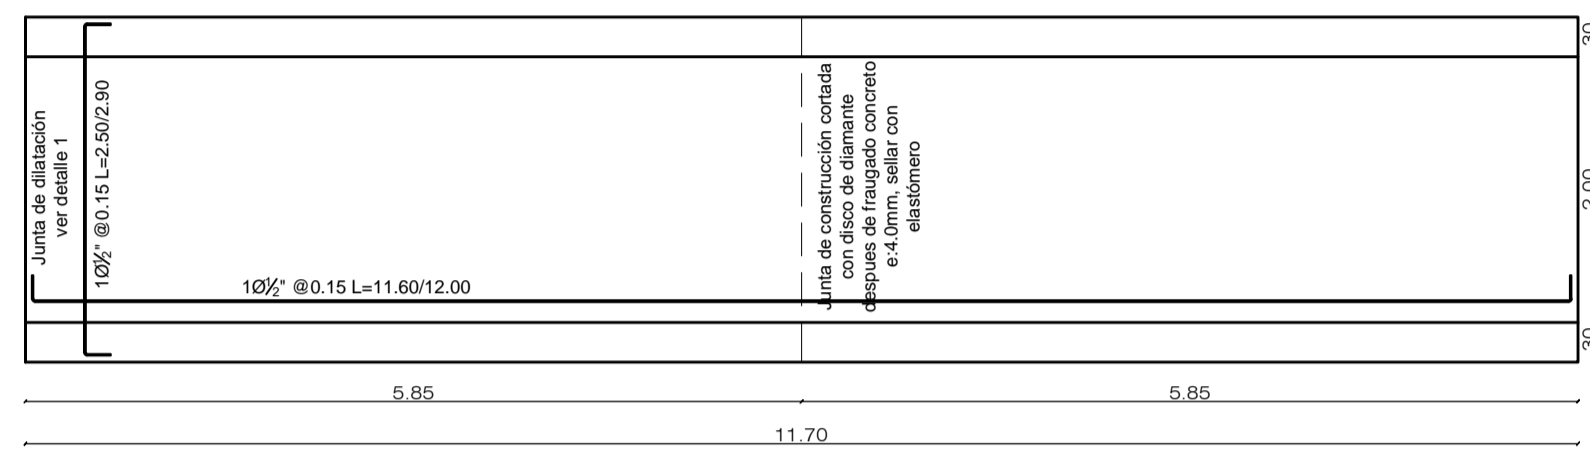 Junta de dilatación
ver detalle 1
1Ø½" @0.15 L=2.50/2.90
1Ø½" @0.15 L=11.60/12.00
Junta de construcción cortada
con disco de diamante
despues de fraugado concreto
e:4.0mm, sellar con
elastómero
5.85
5.85
11.70